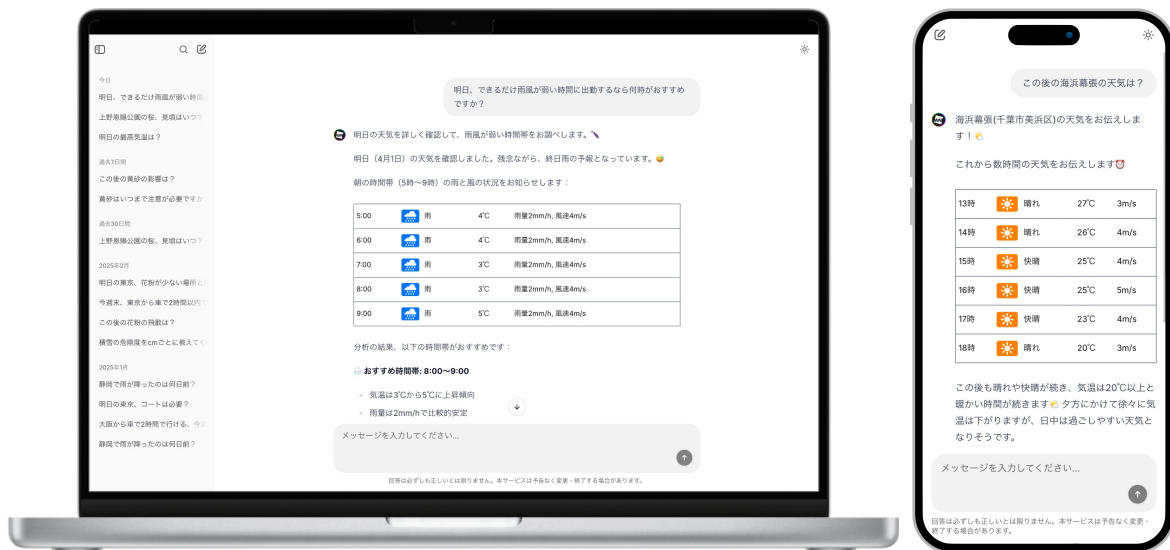 今日
明日、できるだけ雨風が弱い時間
上野恩賜公園の桜、見頃はいつ？
明日の最高気温は？
過去7日間
この後の黄砂の影響は？
黄砂はいつまで注意が必要ですか
過去30日間
上野恩賜公園の桜、見頃はいつ？
2025年2月
明日の東京、花粉が少ない場所と
今週末、東京から車で2時間以内で
この後の花粉の飛散は？
積雪の危険度をcmごとに教えてく
2025年1月
静岡で雨が降ったのは何日前？
明日の東京、コートは必要？
大阪から車で2時間で行ける、今
静岡で雨が降ったのは何日前？
明日、できるだけ雨風が弱い時間に出勤するなら何時がおすすめ
ですか？
明日の天気を詳しく確認して、雨風が弱い時間帯をお調べします。🌂
明日（4月1日）の天気を確認しました。残念ながら、終日雨の予報となっています。😅
朝の時間帯（5時〜9時）の雨と風の状況をお知らせします：
5:00 雨 4℃ 雨量2mm/h, 風速4m/s
6:00 雨 4℃ 雨量2mm/h, 風速4m/s
7:00 雨 3℃ 雨量2mm/h, 風速4m/s
8:00 雨 3℃ 雨量2mm/h, 風速4m/s
9:00 雨 5℃ 雨量2mm/h, 風速4m/s
分析の結果、以下の時間帯がおすすめです：
🌧️ おすすめ時間帯: 8:00〜9:00
◦ 気温は3℃から5℃に上昇傾向
◦ 雨量は2mm/hで比較的安定
メッセージを入力してください...
回答は必ずしも正しいとは限りません。本サービスは予告なく変更・終了する場合があります。
この後の海浜幕張の天気は？
海浜幕張(千葉市美浜区)の天気をお伝えしま
す！⛅
これから数時間の天気をお伝えします⏰
13時 晴れ 27℃ 3m/s
14時 晴れ 26℃ 4m/s
15時 快晴 25℃ 4m/s
16時 快晴 25℃ 5m/s
17時 快晴 23℃ 4m/s
18時 晴れ 20℃ 3m/s
この後も晴れや快晴が続き、気温は20℃以上と
暖かい時間が続きます⛅ 夕方にかけて徐々に気
温は下がりますが、日中は過ごしやすい天気と
なりそうです。
メッセージを入力してください...
回答は必ずしも正しいとは限りません。本サービスは予告なく変更・
終了する場合があります。